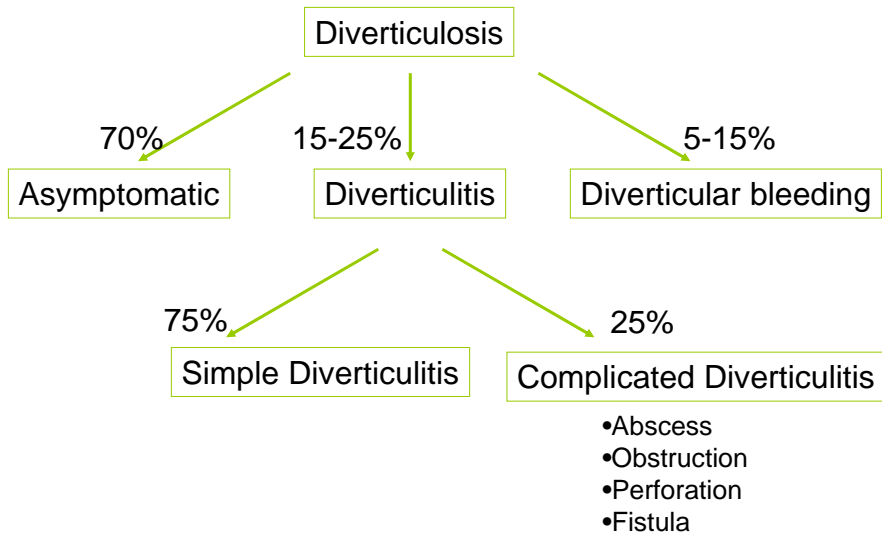 Diverticulosis
70%
15-25%
5-15%
Asymptomatic
Diverticulitis
Diverticular bleeding
75%
25%
Simple Diverticulitis
Complicated Diverticulitis
•Abscess
•Obstruction
•Perforation
•Fistula